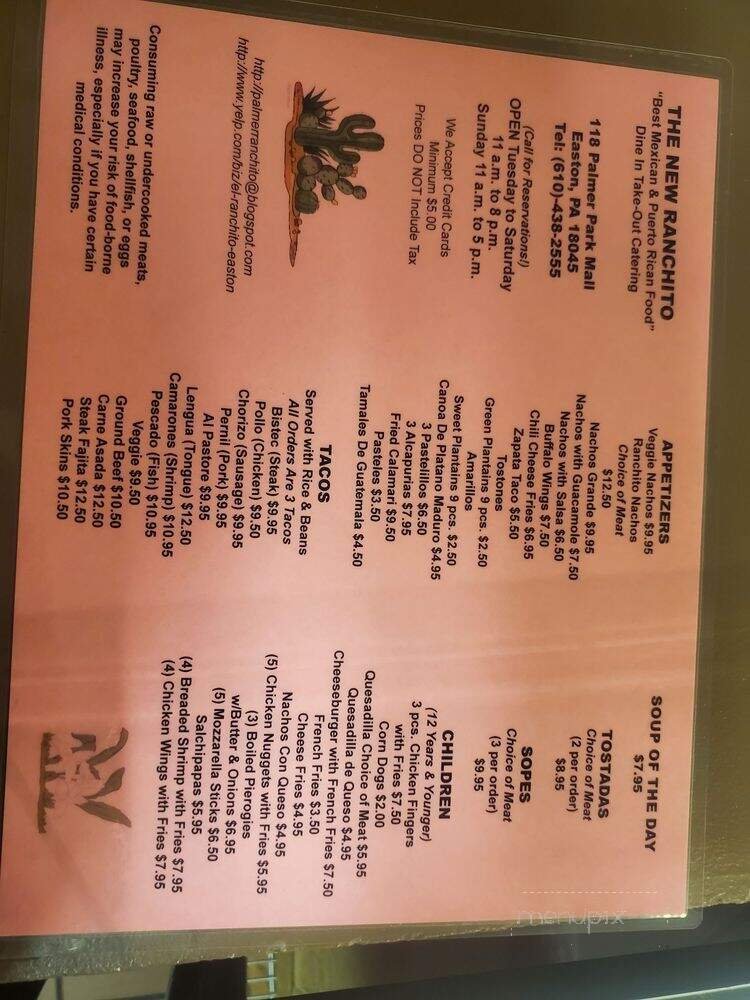 THE NEW RANCHITO
"Best Mexican & Puerto Rican Food"
Dine In Take-Out Catering
118 Palmer Park Mall
Easton, PA 18045
Tel: (610)-438-2555
(Call for Reservations!)
OPEN Tuesday to Saturday
11 a.m. to 8 p.m.
Sunday 11 a.m. to 5 p.m.
We Accept Credit Cards
Minimum $5.00
Prices DO NOT Include Tax
http://palmerranchito@blogspot.com
http://www.yelp.com/biz/el-ranchito-easton
Consuming raw or undercooked meats,
poultry, seafood, shellfish, or eggs
may increase your risk of food-borne
illness, especially if you have certain
medical conditions.
APPETIZERS
Veggie Nachos $9.95
Ranchito Nachos
Choice of Meat
$12.50
Nachos Grande $9.95
Nachos with Guacamole $7.50
Nachos with Salsa $6.50
Buffalo Wings $7.50
Chili Cheese Fries $6.95
Zapata Taco $5.50
Tostones
Green Plantains 9 pcs. $2.50
Amarillos
Sweet Plantains 9 pcs. $2.50
Canoa De Platano Maduro $4.95
3 Pastelillos $6.50
3 Alcapurias $7.95
Fried Calamari $9.50
Pasteles $3.50
Tamales De Guatemala $4.50
TACOS
Served with Rice & Beans
All Orders Are 3 Tacos
Bistec (Steak) $9.95
Pollo (Chicken) $9.50
Chorizo (Sausage) $9.95
Pernil (Pork) $9.95
Al Pastore $9.95
Lengua (Tongue) $12.50
Camarones (Shrimp) $10.95
Pescado (Fish) $10.95
Veggie $9.50
Ground Beef $10.50
Carne Asada $12.50
Steak Fajita $12.50
Pork Skins $10.50
SOUP OF THE DAY
$7.95
TOSTADAS
Choice of Meat
(2 per order)
$8.95
SOPES
Choice of Meat
(3 per order)
$9.95
CHILDREN
(12 Years & Younger)
3 pcs. Chicken Fingers
with Fries $7.50
Corn Dogs $2.00
Quesadilla Choice of Meat $5.95
Quesadilla de Queso $4.95
Cheeseburger with French Fries $7.50
French Fries $3.50
Cheese Fries $4.95
Nachos Con Queso $4.95
(5) Chicken Nuggets with Fries $5.95
(3) Boiled Pierogies
w/Butter & Onions $6.95
(5) Mozzarella Sticks $6.50
Salchipapas $5.95
(4) Breaded Shrimp with Fries $7.95
(4) Chicken Wings with Fries $7.95
menupix